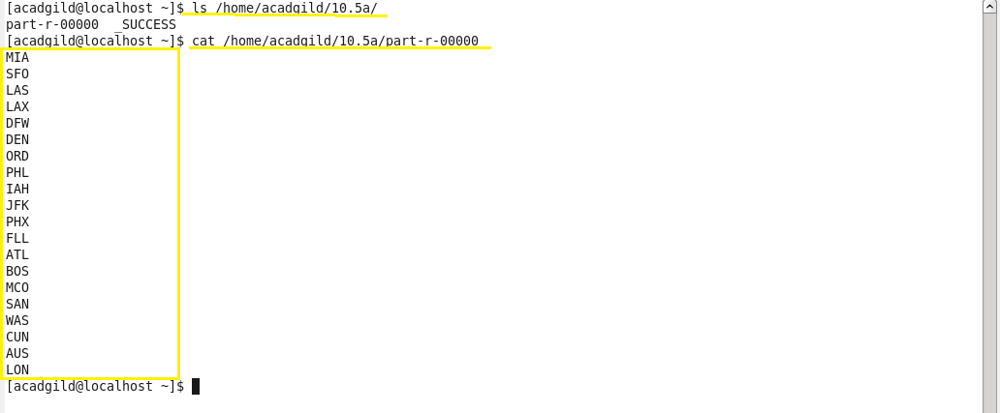 [acadgild@localhost ~]$ ls /home/acadgild/10.5a/
part-r-00000  _SUCCESS
[acadgild@localhost ~]$ cat /home/acadgild/10.5a/part-r-00000
MIA
SFO
LAS
LAX
DFW
DEN
ORD
PHL
IAH
JFK
PHX
FLL
ATL
BOS
MCO
SAN
WAS
CUN
AUS
LON
[acadgild@localhost ~]$